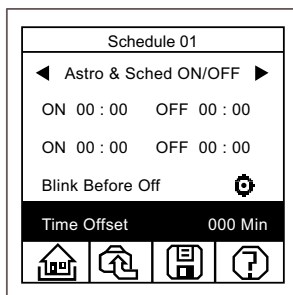 Schedule 01
◀ Astro & Sched ON/OFF ▶
ON 00 : 00 OFF 00 : 00
ON 00 : 00 OFF 00 : 00
Blink Before Off
Time Offset 000 Min
?